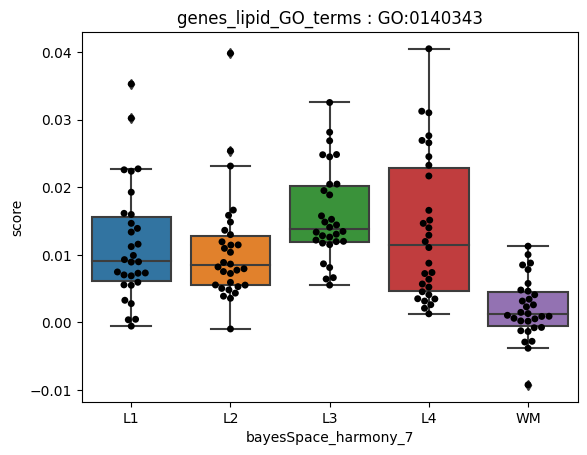 genes_lipid_GO_terms : GO:0140343
0.04
0.03
0.02
0.01
0.00
−0.01
score
L1 L2 L3 L4 WM
bayesSpace_harmony_7